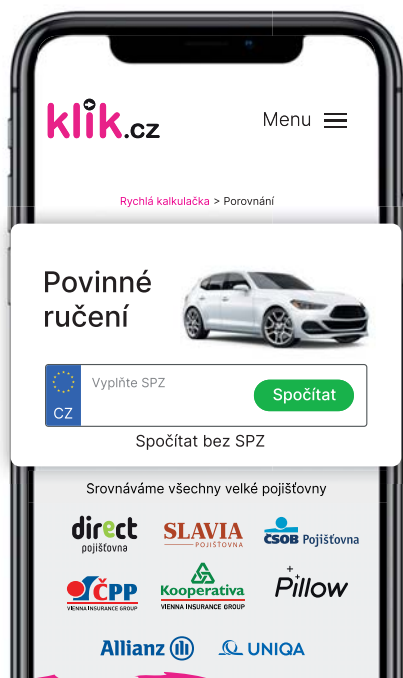 klik.cz
Menu
Rychlá kalkulačka > Porovnání
Povinné
ručení
Vyplňte SPZ
CZ
Spočítat
Spočítat bez SPZ
Srovnáváme všechny velké pojišťovny
direct
pojišťovna
SLAVIA
POJIŠŤOVNA
ČSOB Pojišťovna
ČPP
VIENNA INSURANCE GROUP
Kooperativa
VIENNA INSURANCE GROUP
Pillow
Allianz
UNIQA